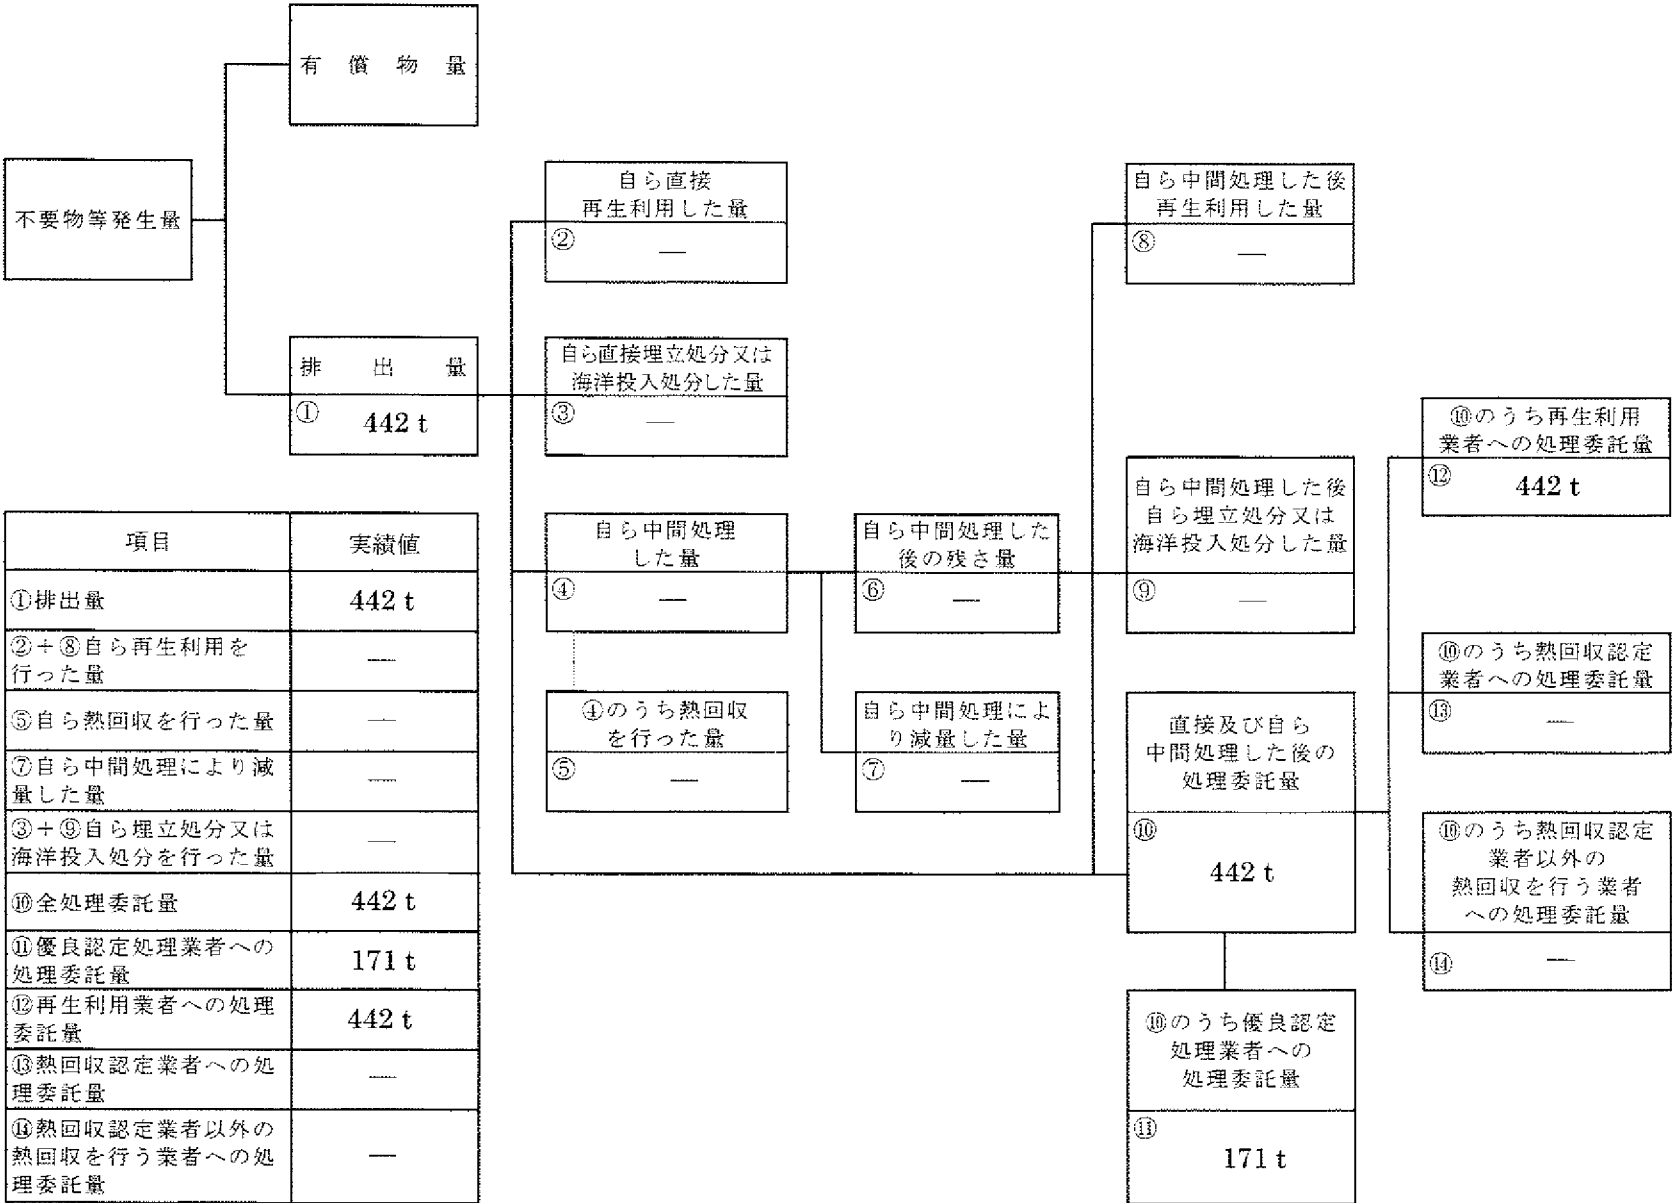 有償物量
不要物等発生量
排出量
① 442 t
自ら直接
再生利用した量
② —
自ら直接埋立処分又は
海洋投入処分した量
③ —
自ら中間処理
した量
④ —
④のうち熱回収
を行った量
⑤ —
自ら中間処理した
後の残さ量
⑥ —
自ら中間処理によ
り減量した量
⑦ —
自ら中間処理した後
再生利用した量
⑧ —
自ら中間処理した後
自ら埋立処分又は
海洋投入処分した量
⑨ —
直接及び自ら
中間処理した後の
処理委託量
⑩
442 t
⑩のうち優良認定
処理業者への
処理委託量
⑪
171 t
⑩のうち再生利用
業者への処理委託量
⑫ 442 t
⑩のうち熱回収認定
業者への処理委託量
⑬ —
⑩のうち熱回収認定
業者以外の
熱回収を行う業者
への処理委託量
⑭ —
項目 実績値
①排出量 442 t
②+⑧自ら再生利用を
行った量 —
⑤自ら熱回収を行った量 —
⑦自ら中間処理により減
量した量 —
③+⑨自ら埋立処分又は
海洋投入処分を行った量 —
⑩全処理委託量 442 t
⑪優良認定処理業者への
処理委託量 171 t
⑫再生利用業者への処理
委託量 442 t
⑬熱回収認定業者への処
理委託量 —
⑭熱回収認定業者以外の
熱回収を行う業者への処
理委託量 —